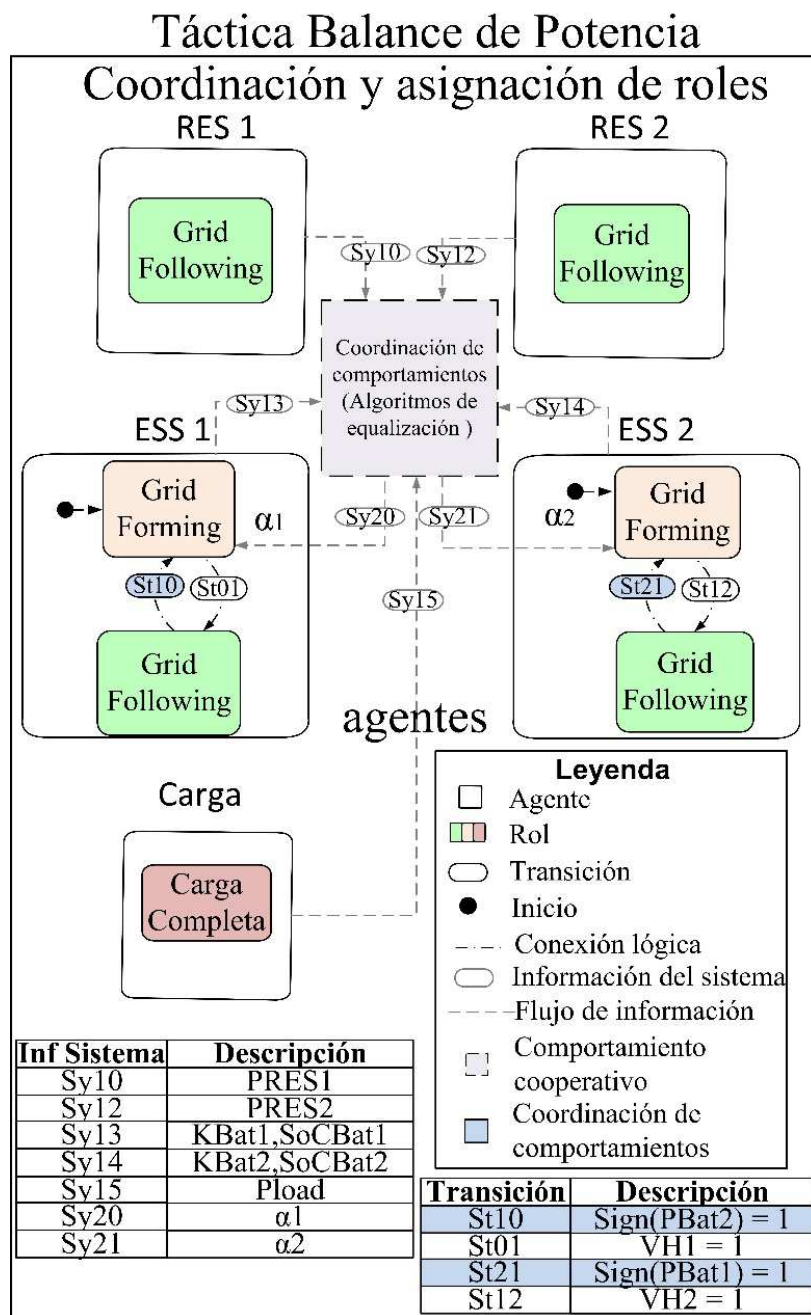 Táctica Balance de Potencia
Coordinación y asignación de roles
RES 1
RES 2
Grid
Following
Grid
Following
Sy10
Sy12
Coordinación de
comportamientos
(Algoritmos de
equalización )
Sy13
Sy14
ESS 1
ESS 2
Grid
Forming
α1
Sy20
Sy21
α2
Grid
Forming
St10
St01
Sy15
St21
St12
Grid
Following
Grid
Following
agentes
Carga
Carga
Completa
Leyenda
Agente
Rol
Transición
Inicio
Conexión lógica
Información del sistema
Flujo de información
Comportamiento
cooperativo
Coordinación de
comportamientos
Inf Sistema Descripción
Sy10 PRES1
Sy12 PRES2
Sy13 KBat1,SoCBat1
Sy14 KBat2,SoCBat2
Sy15 Pload
Sy20 α1
Sy21 α2
Transición Descripción
St10 Sign(PBat2) = 1
St01 VH1 = 1
St21 Sign(PBat1) = 1
St12 VH2 = 1